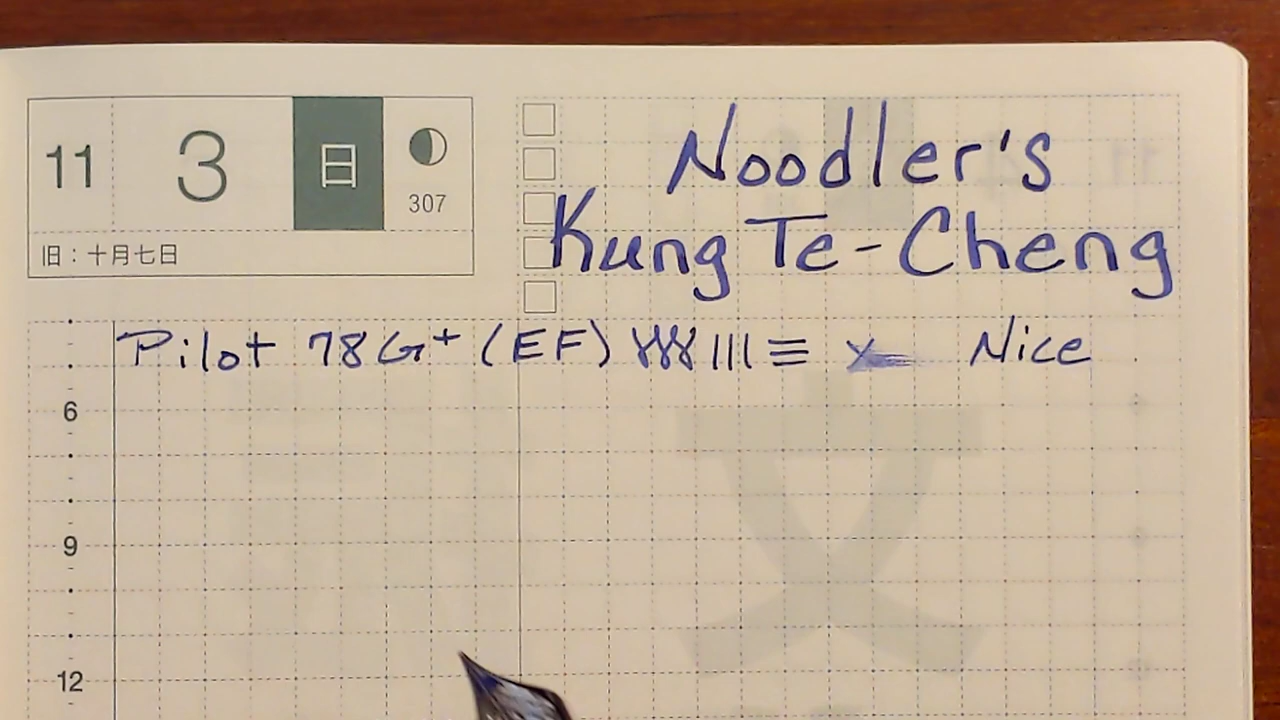 11 3 日
307
旧：十月七日
Noodler's
Kung Te-Cheng
Pilot 78G+ (EF) Nice
6
9
12